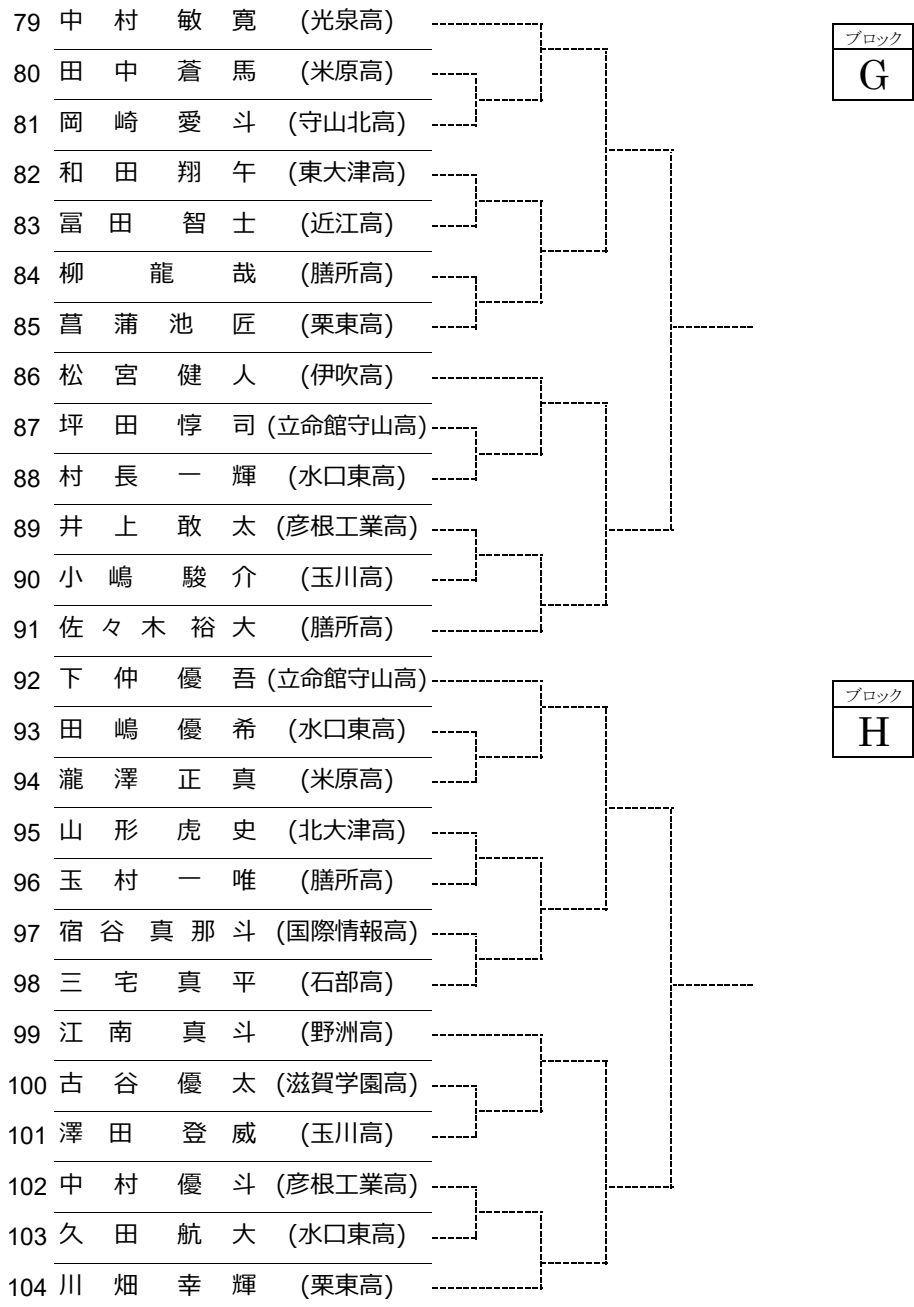 79 中村 敏寛 (光泉高)
ブロック
G
80 田中 蒼馬 (米原高)
81 岡崎 愛斗 (守山北高)
82 和田 翔午 (東大津高)
83 冨田 智士 (近江高)
84 柳 龍哉 (膳所高)
85 菖蒲池 匠 (栗東高)
86 松宮 健人 (伊吹高)
87 坪田 惇司 (立命館守山高)
88 村長 一輝 (水口東高)
89 井上 敢太 (彦根工業高)
90 小嶋 駿介 (玉川高)
91 佐々木 裕大 (膳所高)
92 下仲 優吾 (立命館守山高)
ブロック
H
93 田嶋 優希 (水口東高)
94 瀧澤 正真 (米原高)
95 山形 虎史 (北大津高)
96 玉村 一唯 (膳所高)
97 宿谷 真那斗 (国際情報高)
98 三宅 真平 (石部高)
99 江南 真斗 (野洲高)
100 古谷 優太 (滋賀学園高)
101 澤田 登威 (玉川高)
102 中村 優斗 (彦根工業高)
103 久田 航大 (水口東高)
104 川畑 幸輝 (栗東高)